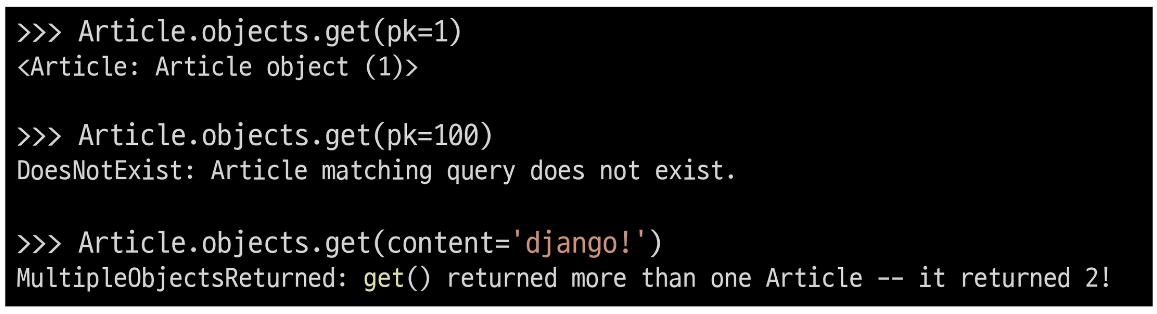 >>> Article.objects.get(pk=1)
<Article: Article object (1)>
>>> Article.objects.get(pk=100)
DoesNotExist: Article matching query does not exist.
>>> Article.objects.get(content='django!')
MultipleObjectsReturned: get() returned more than one Article -- it returned 2!